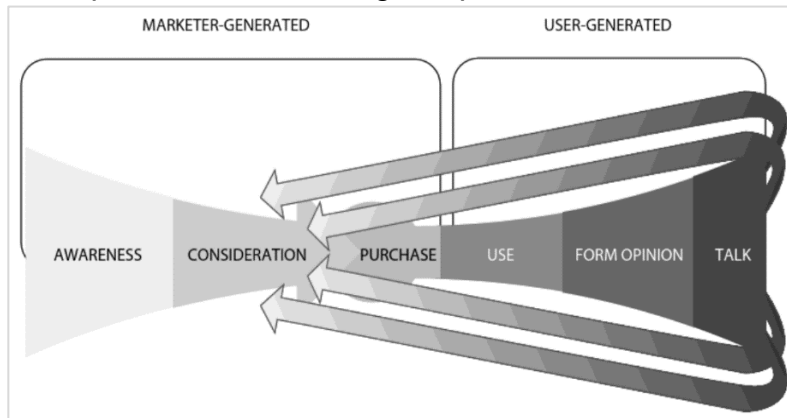 MARKETER-GENERATED USER-GENERATED
AWARENESS CONSIDERATION PURCHASE USE FORM OPINION TALK